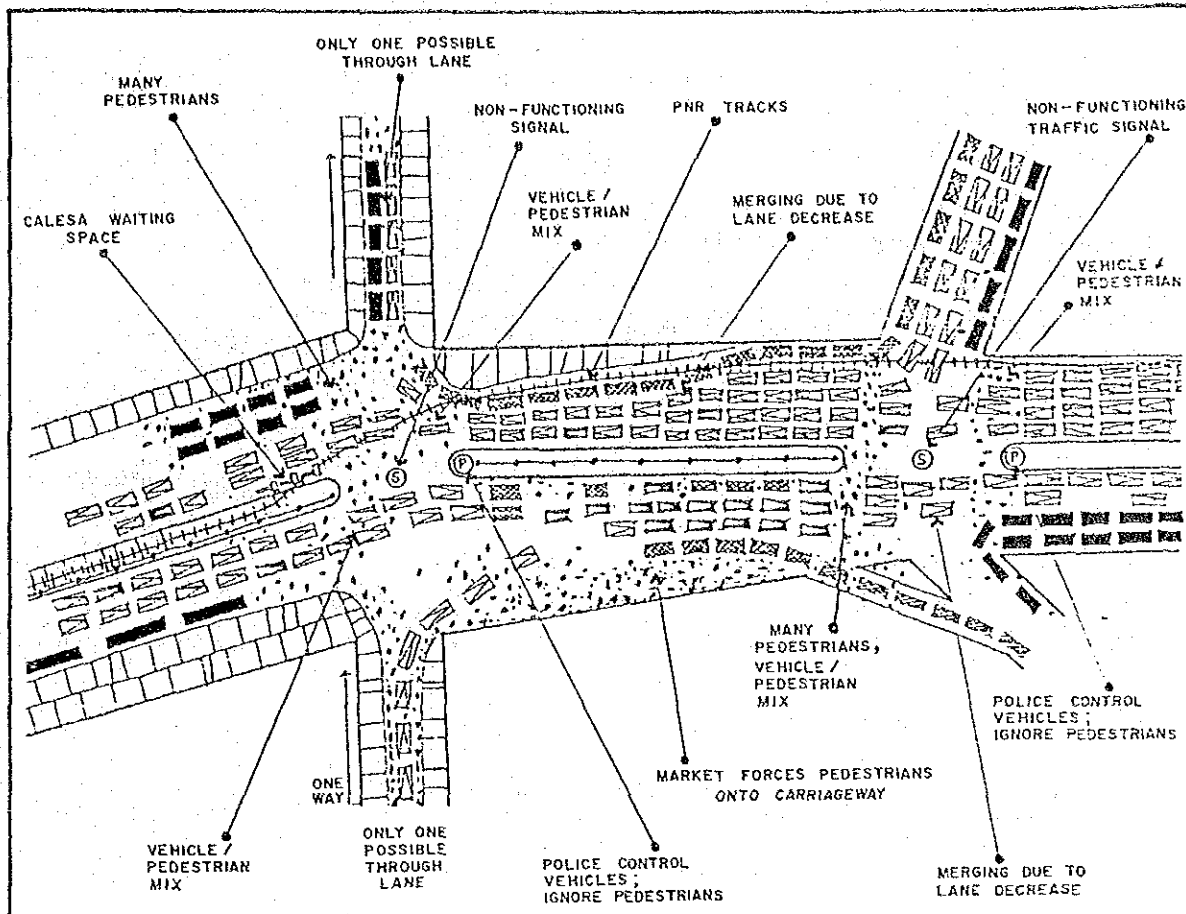 ONLY ONE POSSIBLE
THROUGH LANE
MANY
PEDESTRIANS
NON-FUNCTIONING
SIGNAL
PNR TRACKS
NON-FUNCTIONING
TRAFFIC SIGNAL
CALESA WAITING
SPACE
VEHICLE /
PEDESTRIAN
MIX
MERGING DUE TO
LANE DECREASE
VEHICLE /
PEDESTRIAN
MIX
S
P
S
P
MANY
PEDESTRIANS,
VEHICLE /
PEDESTRIAN
MIX
POLICE CONTROL
VEHICLES;
IGNORE PEDESTRIANS
MARKET FORCES PEDESTRIANS
ONTO CARRIAGEWAY
ONE
WAY
VEHICLE /
PEDESTRIAN
MIX
ONLY ONE
POSSIBLE
THROUGH
LANE
POLICE CONTROL
VEHICLES;
IGNORE PEDESTRIANS
MERGING DUE TO
LANE DECREASE